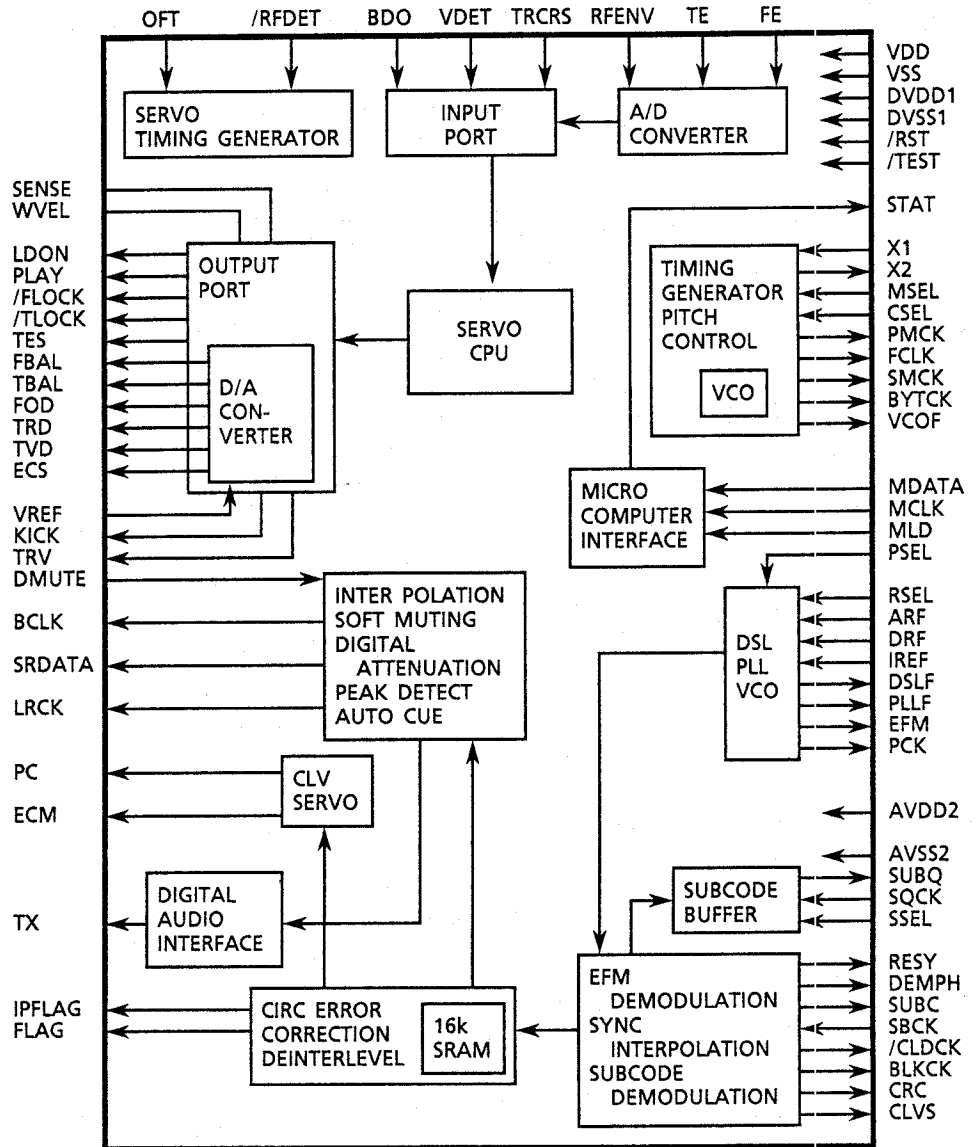 OFT /RFDET BDO VDET TRCRS RFENV TE FE
VDD
VSS
DVDD1
DVSS1
/RST
/TEST
SERVO
TIMING GENERATOR
INPUT
PORT
A/D
CONVERTER
SENSE
WVEL
LDON
PLAY
/FLOCK
/TLOCK
TES
FBAL
TBAL
FOD
TRD
TVD
ECS
VREF
KICK
TRV
DMUTE
BCLK
SRDATA
LRCK
PC
ECM
TX
IPFLAG
FLAG
OUTPUT
PORT
D/A
CON-
VERTER
SERVO
CPU
STAT
TIMING
GENERATOR
PITCH
CONTROL
VCO
X1
X2
MSEL
CSEL
PMCK
FCLK
SMCK
BYTCK
VCOF
MICRO
COMPUTER
INTERFACE
MDATA
MCLK
MLD
PSEL
INTER POLATION
SOFT MUTING
DIGITAL
ATTENUATION
PEAK DETECT
AUTO CUE
DSL
PLL
VCO
RSEL
ARF
DRF
IREF
DSLF
PLLF
EFM
PCK
CLV
SERVO
AVDD2
AVSS2
DIGITAL
AUDIO
INTERFACE
SUBCODE
BUFFER
SUBQ
SQCK
SSEL
CIRC ERROR
CORRECTION
DEINTERLEVEL
16k
SRAM
EFM
DEMODULATION
SYNC
INTERPOLATION
SUBCODE
DEMODULATION
RESY
DEMPH
SUBC
SBCK
/CLDCK
BLKCK
CRC
CLVS